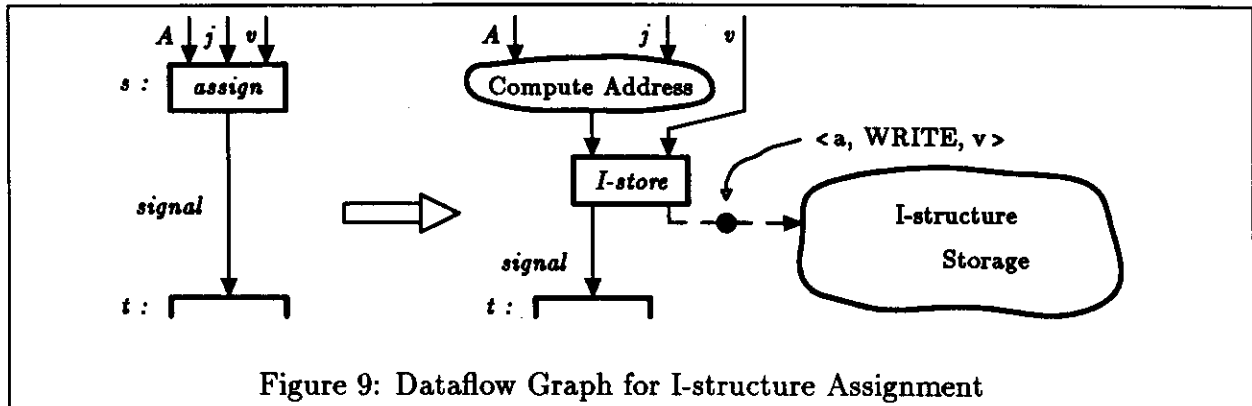 A j v A j v
s : assign Compute Address
< a, WRITE, v >
I-store
signal I-structure
Storage
signal
t : t :
Figure 9: Dataflow Graph for I-structure Assignment